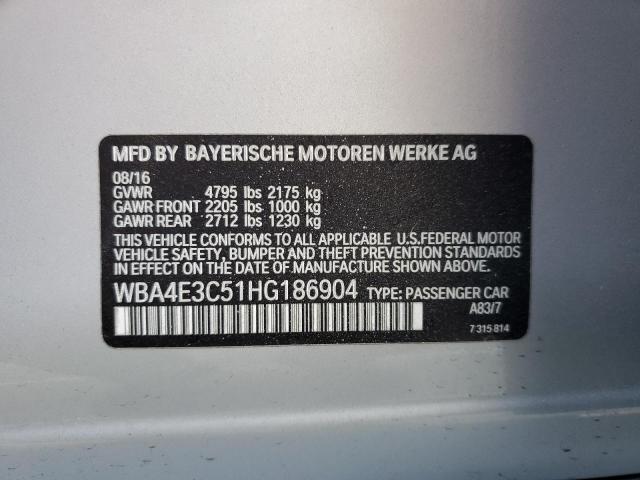 MFD BY BAYERISCHE MOTOREN WERKE AG
08/16
GVWR 4795 lbs 2175 kg
GAWR FRONT 2205 lbs 1000 kg
GAWR REAR 2712 lbs 1230 kg
THIS VEHICLE CONFORMS TO ALL APPLICABLE U.S.FEDERAL MOTOR
VEHICLE SAFETY, BUMPER AND THEFT PREVENTION STANDARDS IN
EFFECT ON THE DATE OF MANUFACTURE SHOWN ABOVE.
WBA4E3C51HG186904 TYPE: PASSENGER CAR
A83/7
7 315 814